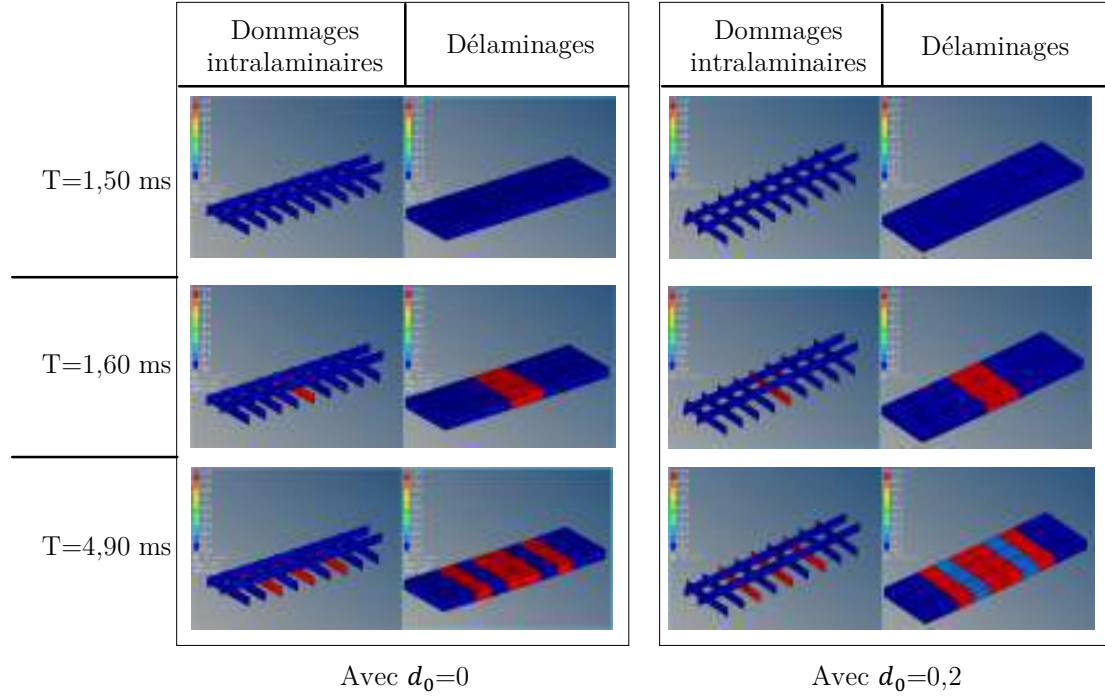 Dommages
intralaminaires
Délaminages
Dommages
intralaminaires
Délaminages
T=1,50 ms
T=1,60 ms
T=4,90 ms
Avec d₀=0
Avec d₀=0,2